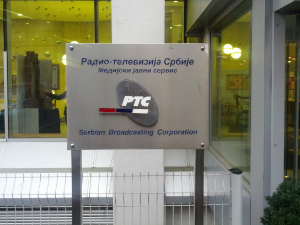 Радио-телевизија Србије
Медијски јавни сервис
РТС
Serbian Broadcasting Corporation